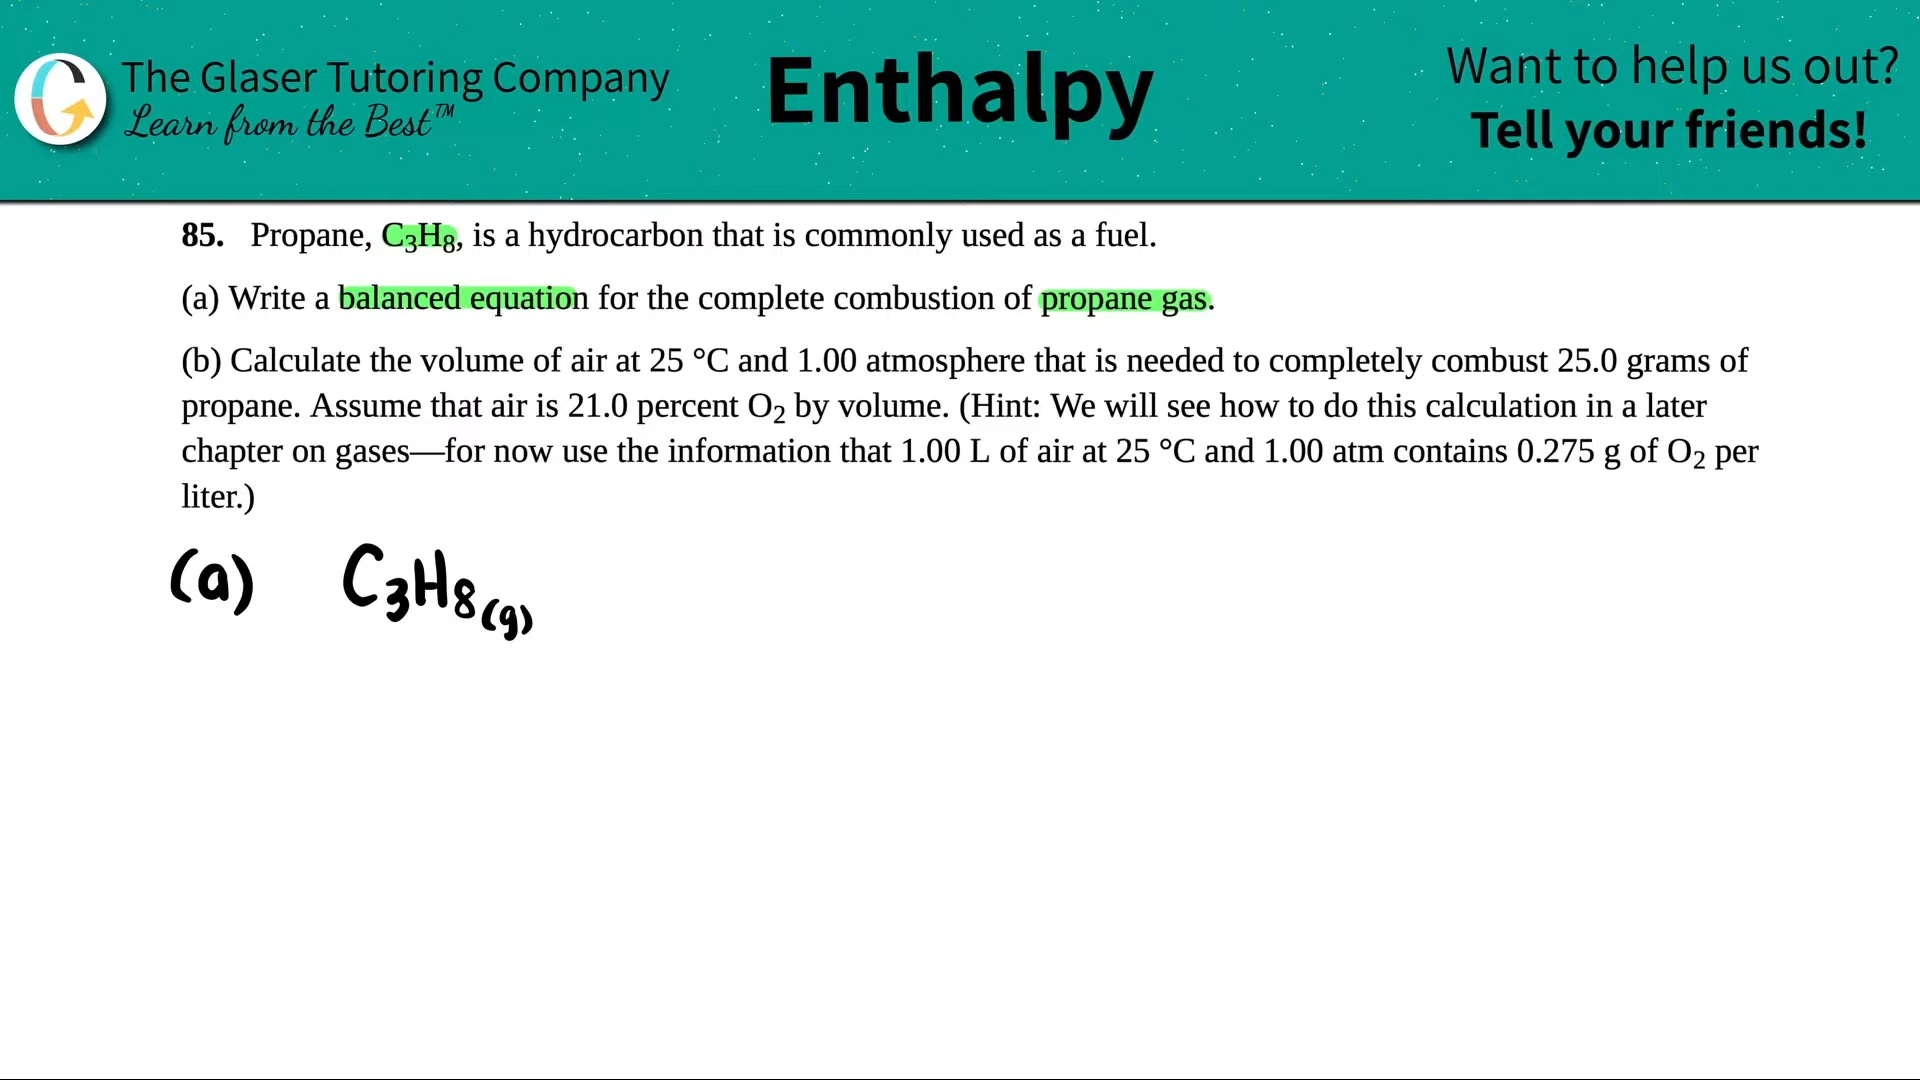 The Glaser Tutoring Company
Learn from the Best™
Enthalpy
Want to help us out?
Tell your friends!
85. Propane, C₃H₈, is a hydrocarbon that is commonly used as a fuel.
(a) Write a balanced equation for the complete combustion of propane gas.
(b) Calculate the volume of air at 25 °C and 1.00 atmosphere that is needed to completely combust 25.0 grams of
propane. Assume that air is 21.0 percent O₂ by volume. (Hint: We will see how to do this calculation in a later
chapter on gases—for now use the information that 1.00 L of air at 25 °C and 1.00 atm contains 0.275 g of O₂ per
liter.)
(a) C₃H₈(g)